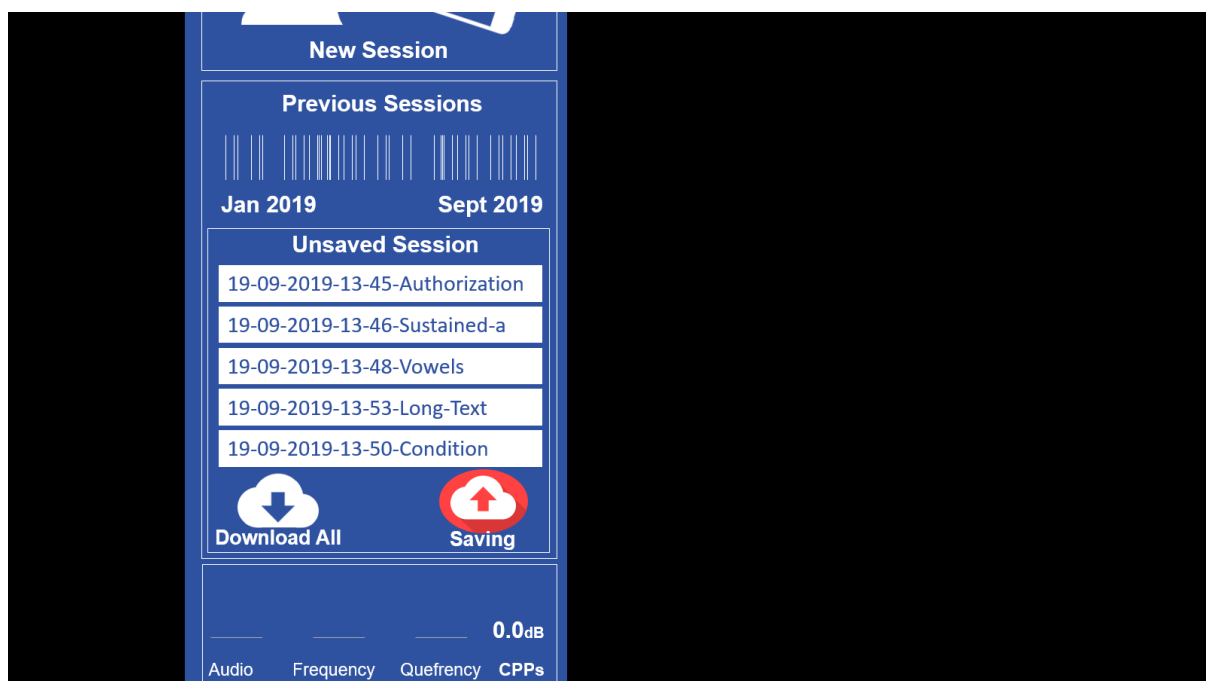 New Session
Previous Sessions
Jan 2019 Sept 2019
Unsaved Session
19-09-2019-13-45-Authorization
19-09-2019-13-46-Sustained-a
19-09-2019-13-48-Vowels
19-09-2019-13-53-Long-Text
19-09-2019-13-50-Condition
Download All Saving
0.0dB
Audio Frequency Quefrency CPPs